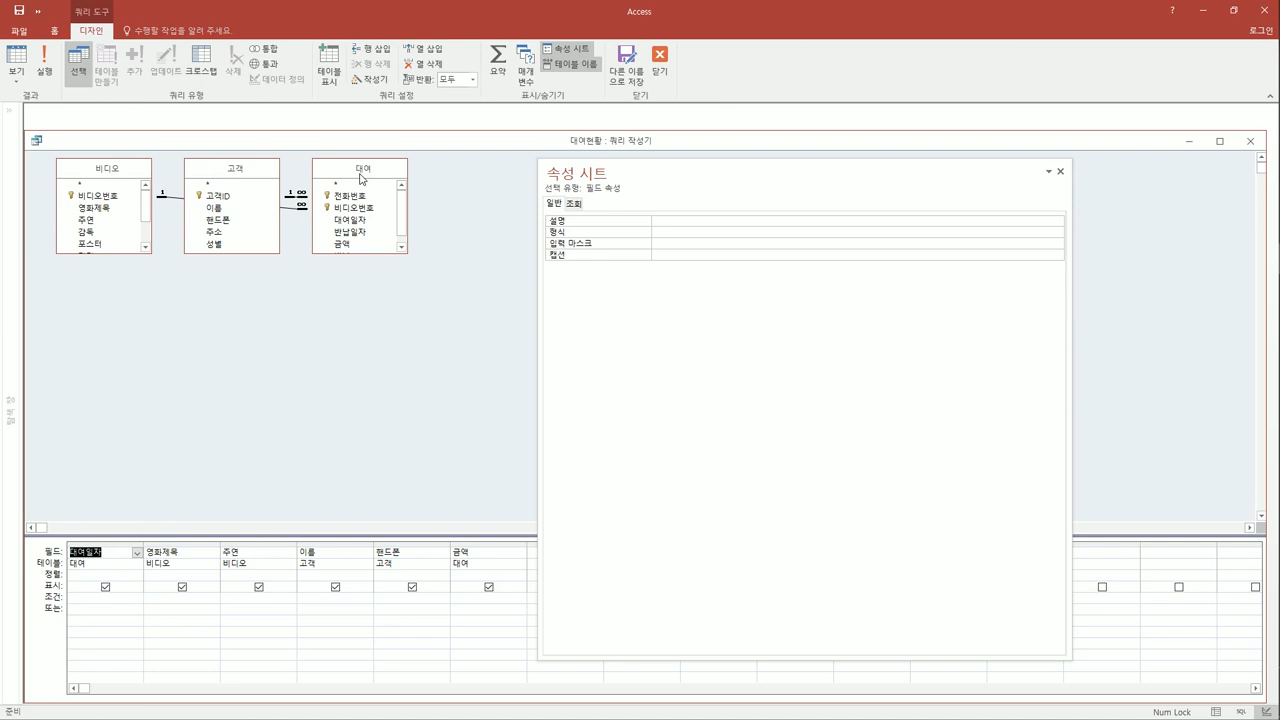 쿼리 도구
Access
파일
홈
디자인
수행할 작업을 알려 주세요.
로그인
보기
실행
선택
테이블 만들기
추가
업데이트
크로스탭
삭제
통합
통과
데이터 정의
테이블 표시
행 삽입
행 삭제
작성기
열 삽입
열 삭제
반환: 모두
요약
매개 변수
속성 시트
테이블 이름
다른 이름으로 저장
닫기
결과
쿼리 유형
쿼리 설정
표시/숨기기
닫기
탐색 창
대여현황 : 쿼리 작성기
비디오
*
비디오번호
영화제목
주연
감독
포스터
1
고객
*
고객ID
이름
핸드폰
주소
성별
1 ∞
∞
대여
*
전화번호
비디오번호
대여일자
반납일자
금액
속성 시트
선택 유형: 필드 속성
일반 조회
설명
형식
입력 마스크
캡션
필드: 대여일자 영화제목 주연 이름 핸드폰 금액
테이블: 대여 비디오 비디오 고객 고객 대여
정렬:
표시:
조건:
또는:
준비
Num Lock
SQL